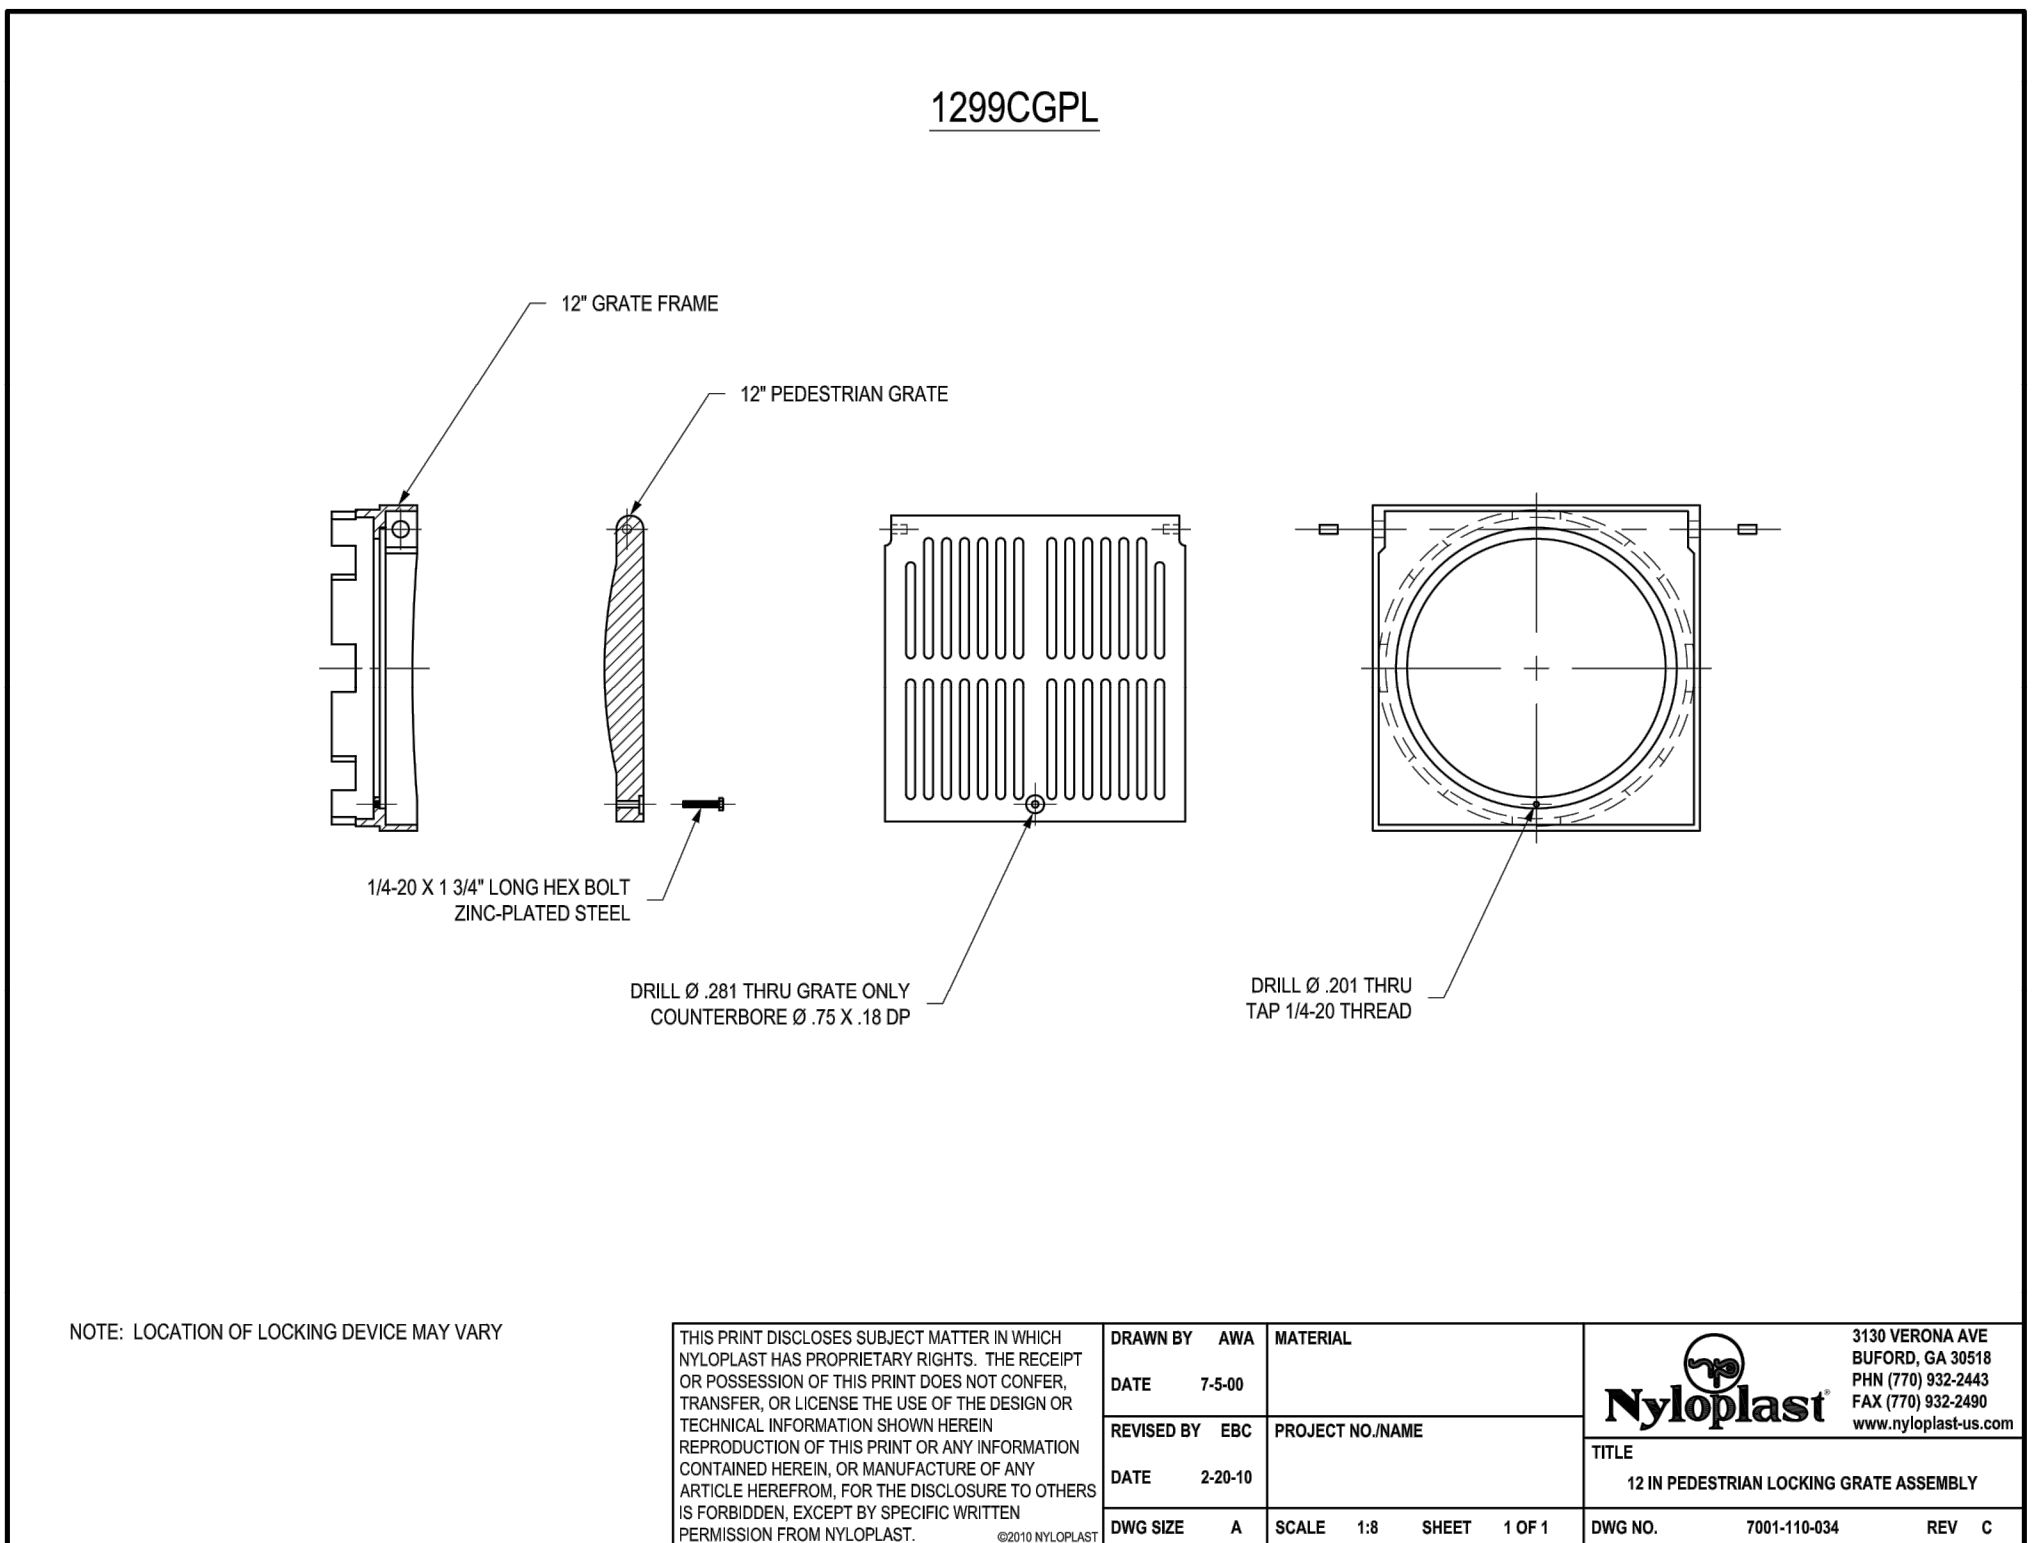 1299CGPL
12" GRATE FRAME
12" PEDESTRIAN GRATE
1/4-20 X 1 3/4" LONG HEX BOLT
ZINC-PLATED STEEL
DRILL Ø .281 THRU GRATE ONLY
COUNTERBORE Ø .75 X .18 DP
DRILL Ø .201 THRU
TAP 1/4-20 THREAD
NOTE: LOCATION OF LOCKING DEVICE MAY VARY
THIS PRINT DISCLOSES SUBJECT MATTER IN WHICH
NYLOPLAST HAS PROPRIETARY RIGHTS. THE RECEIPT
OR POSSESSION OF THIS PRINT DOES NOT CONFER,
TRANSFER, OR LICENSE THE USE OF THE DESIGN OR
TECHNICAL INFORMATION SHOWN HEREIN
REPRODUCTION OF THIS PRINT OR ANY INFORMATION
CONTAINED HEREIN, OR MANUFACTURE OF ANY
ARTICLE HEREFROM, FOR THE DISCLOSURE TO OTHERS
IS FORBIDDEN, EXCEPT BY SPECIFIC WRITTEN
PERMISSION FROM NYLOPLAST.
©2010 NYLOPLAST
DRAWN BY AWA
DATE 7-5-00
REVISED BY EBC
DATE 2-20-10
DWG SIZE A
MATERIAL
PROJECT NO./NAME
SCALE 1:8 SHEET 1 OF 1
Nyloplast®
3130 VERONA AVE
BUFORD, GA 30518
PHN (770) 932-2443
FAX (770) 932-2490
www.nyloplast-us.com
TITLE
12 IN PEDESTRIAN LOCKING GRATE ASSEMBLY
DWG NO. 7001-110-034 REV C